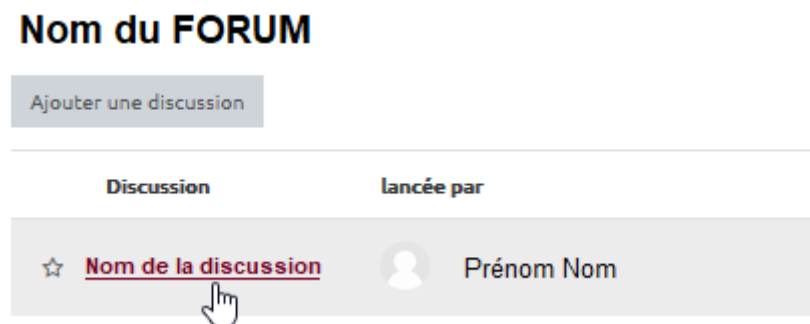 Nom du FORUM
Ajouter une discussion
Discussion lancée par
Nom de la discussion Prénom Nom